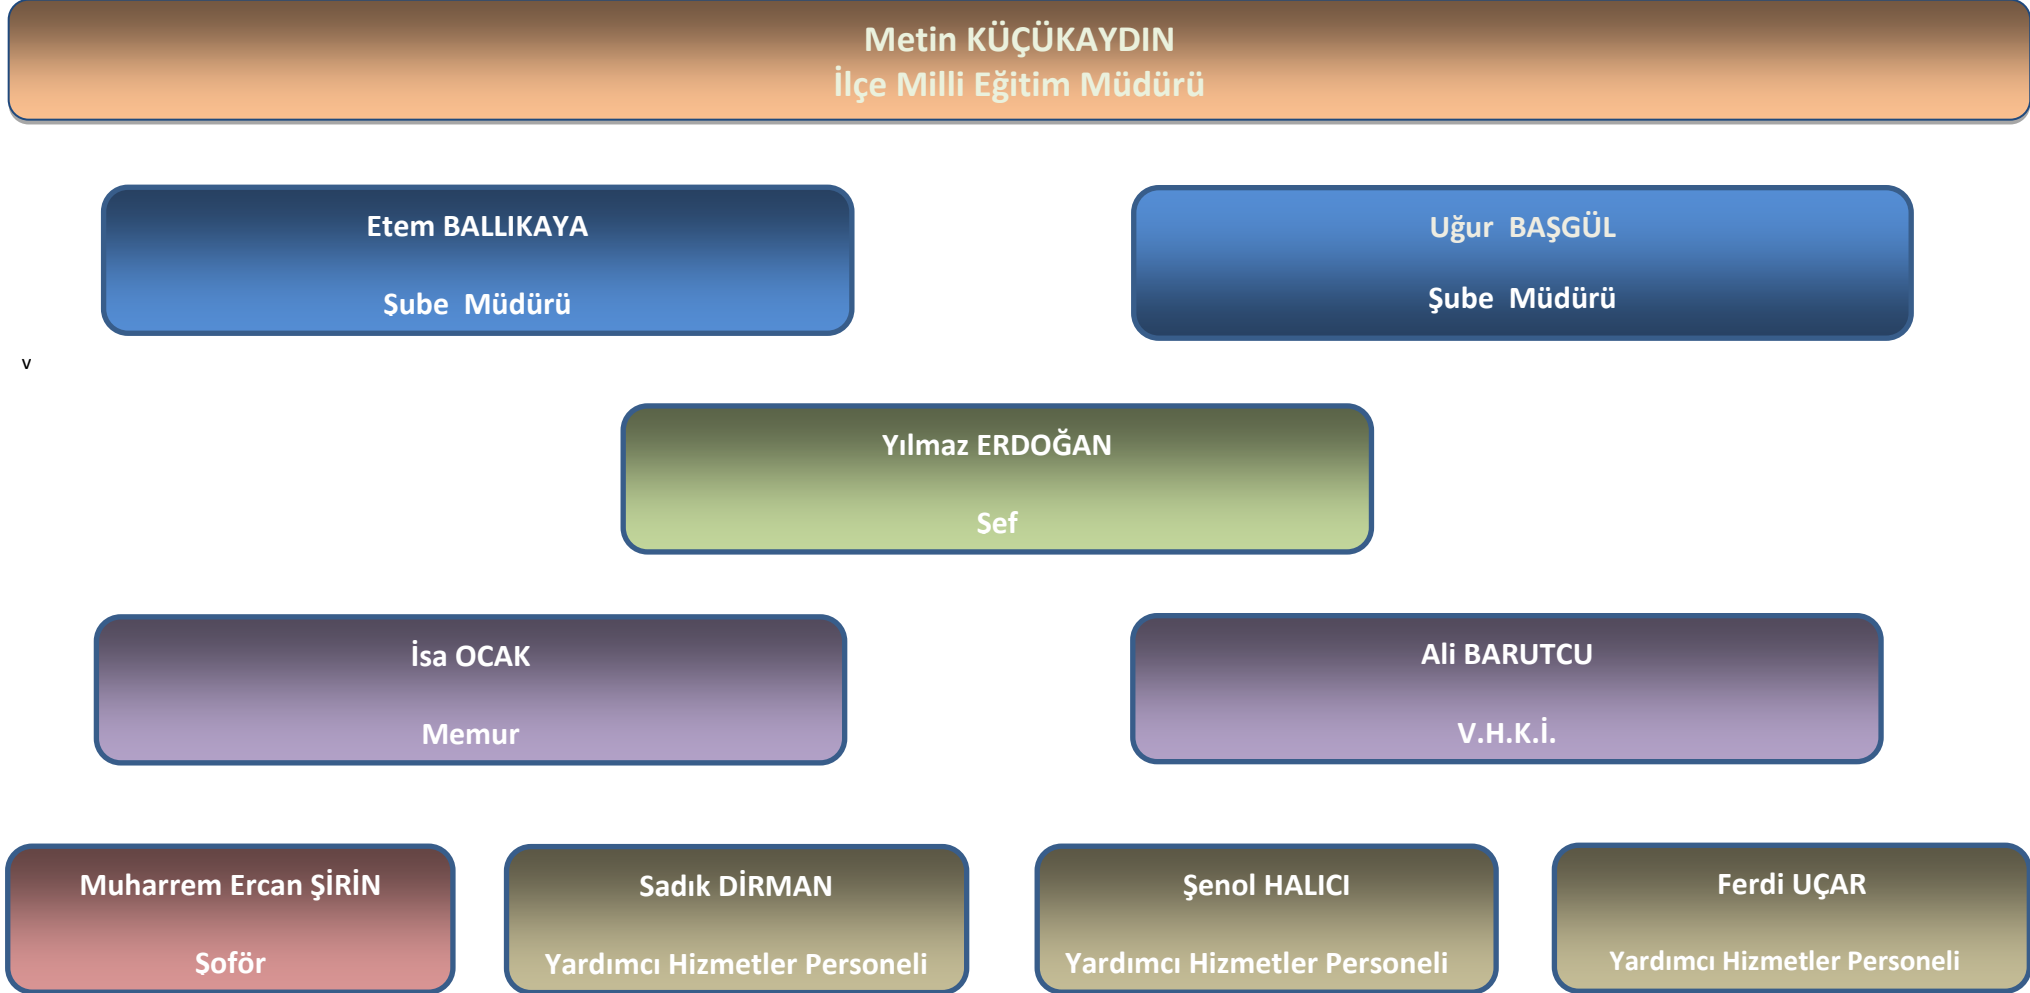 Metin KÜÇÜKAYDIN
İlçe Milli Eğitim Müdürü
Etem BALLIKAYA
Şube Müdürü
Uğur BAŞGÜL
Şube Müdürü
v
Yılmaz ERDOĞAN
Şef
İsa OCAK
Memur
Ali BARUTCU
V.H.K.İ.
Muharrem Ercan ŞİRİN
Şoför
Sadık DİRMAN
Yardımcı Hizmetler Personeli
Şenol HALICI
Yardımcı Hizmetler Personeli
Ferdi UÇAR
Yardımcı Hizmetler Personeli